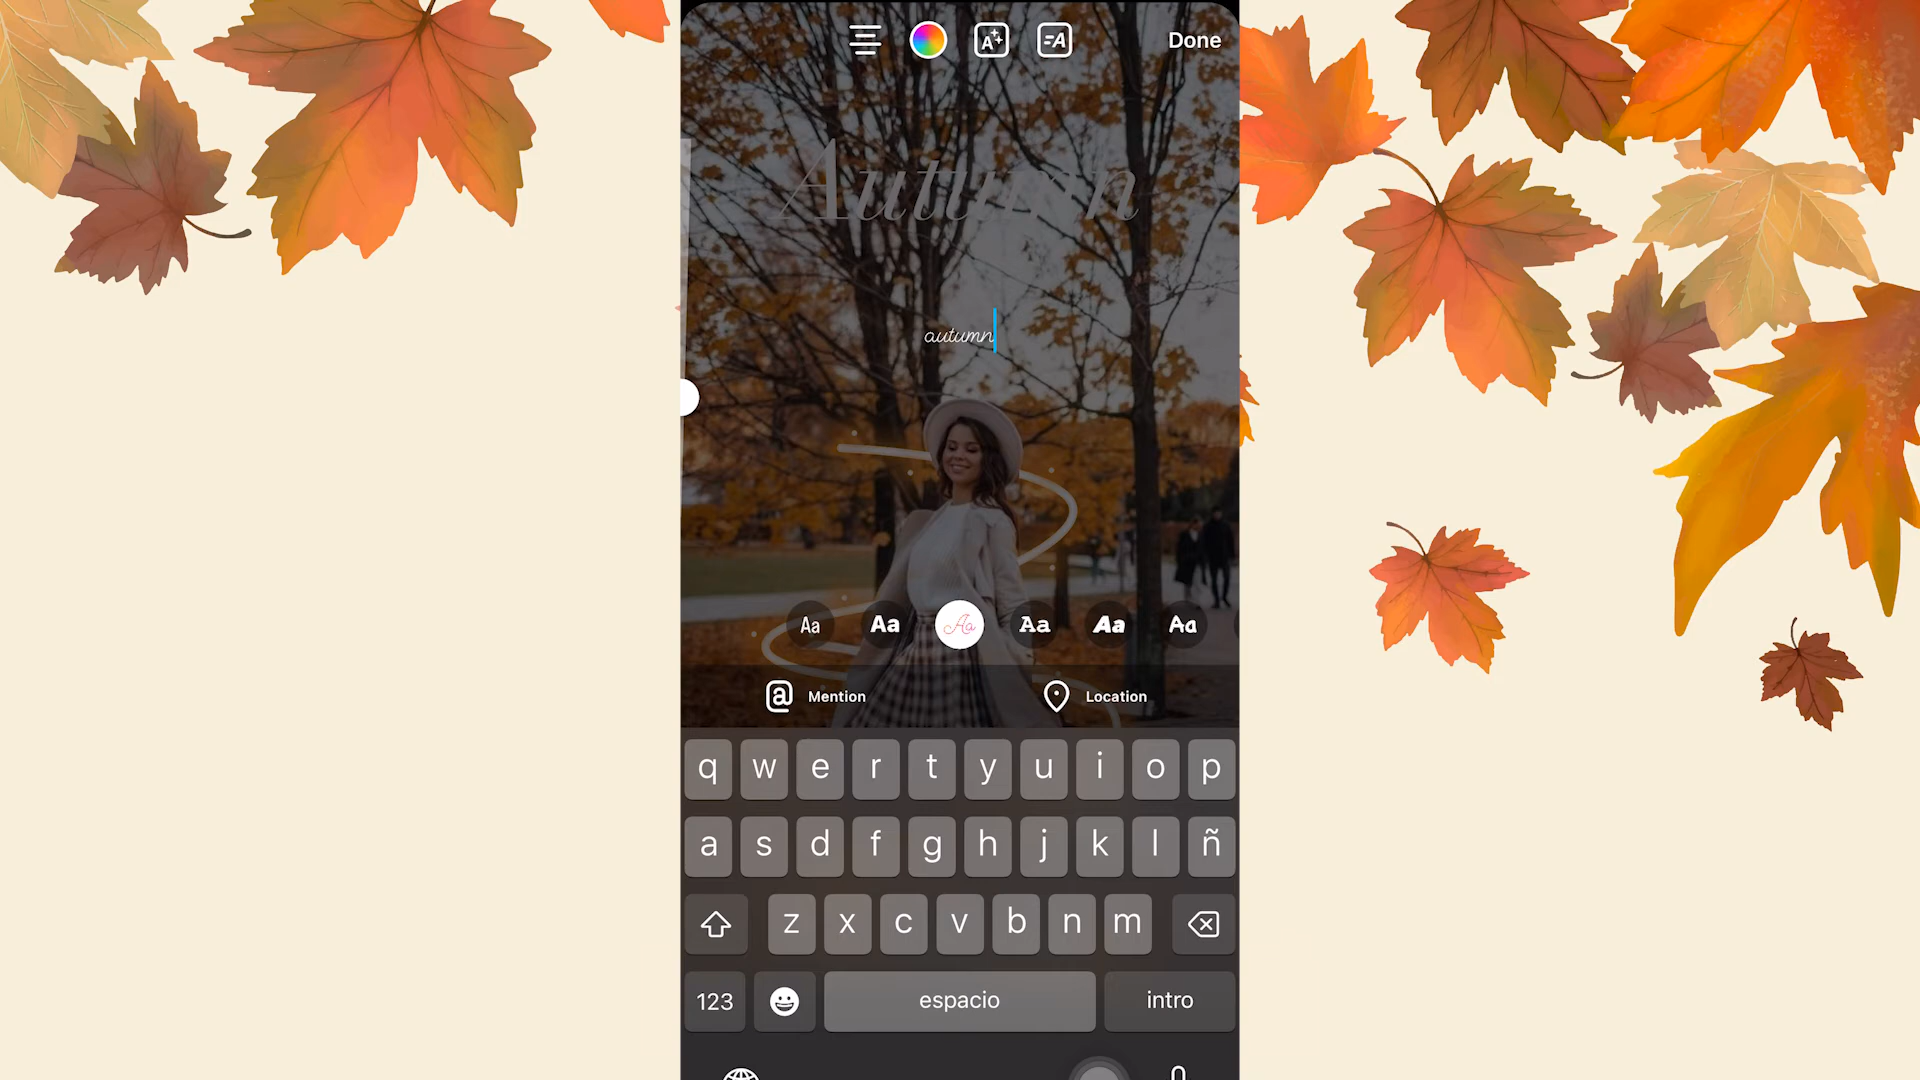 Done
Autumn
autumn
Aa Aa Aa Aa Aa Aa
@ Mention Location
q w e r t y u i o p
a s d f g h j k l ñ
z x c v b n m
123 espacio intro